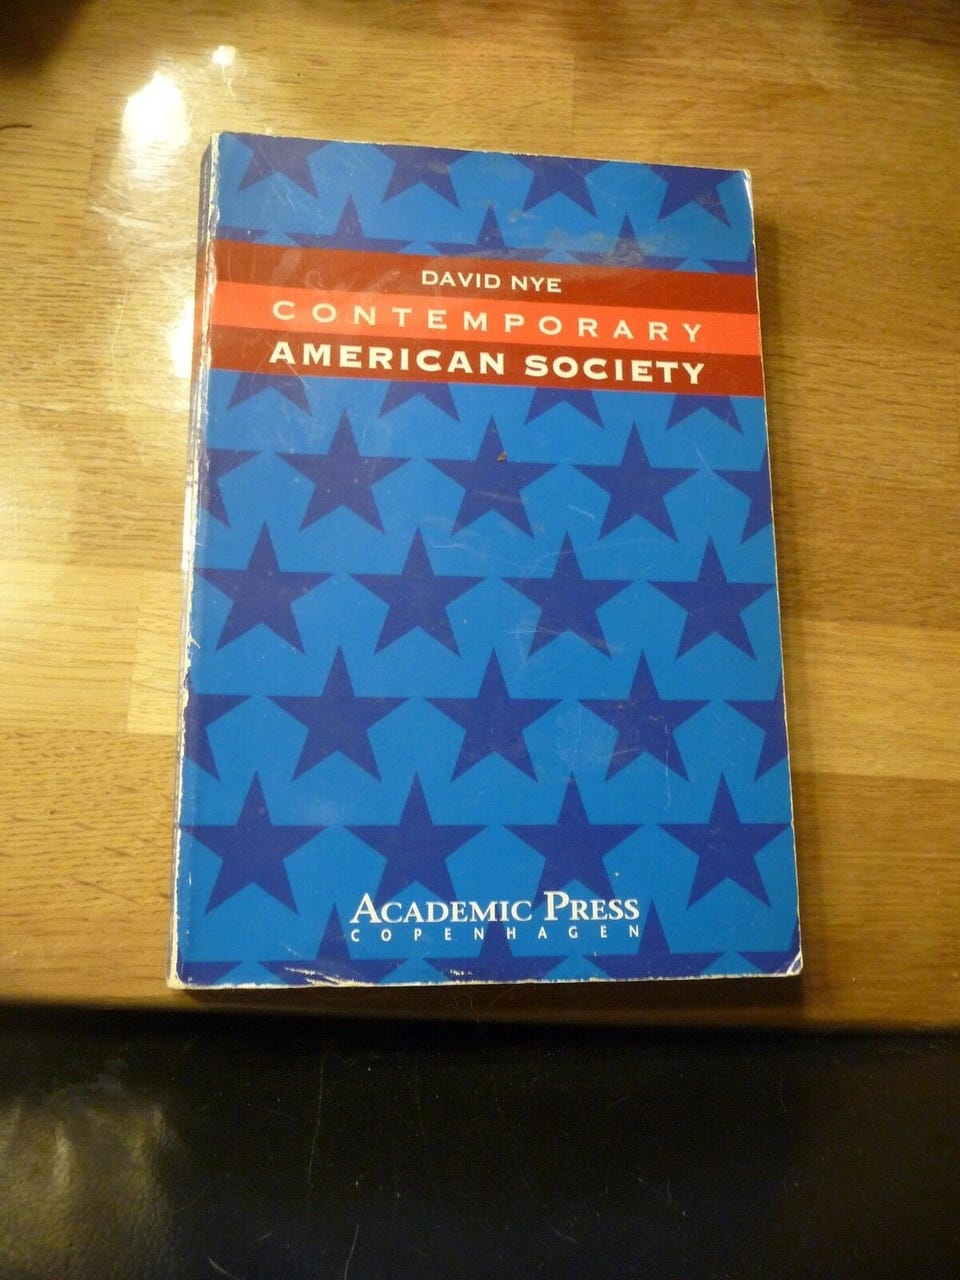 DAVID NYE
CONTEMPORARY
AMERICAN SOCIETY
ACADEMIC PRESS
COPENHAGEN